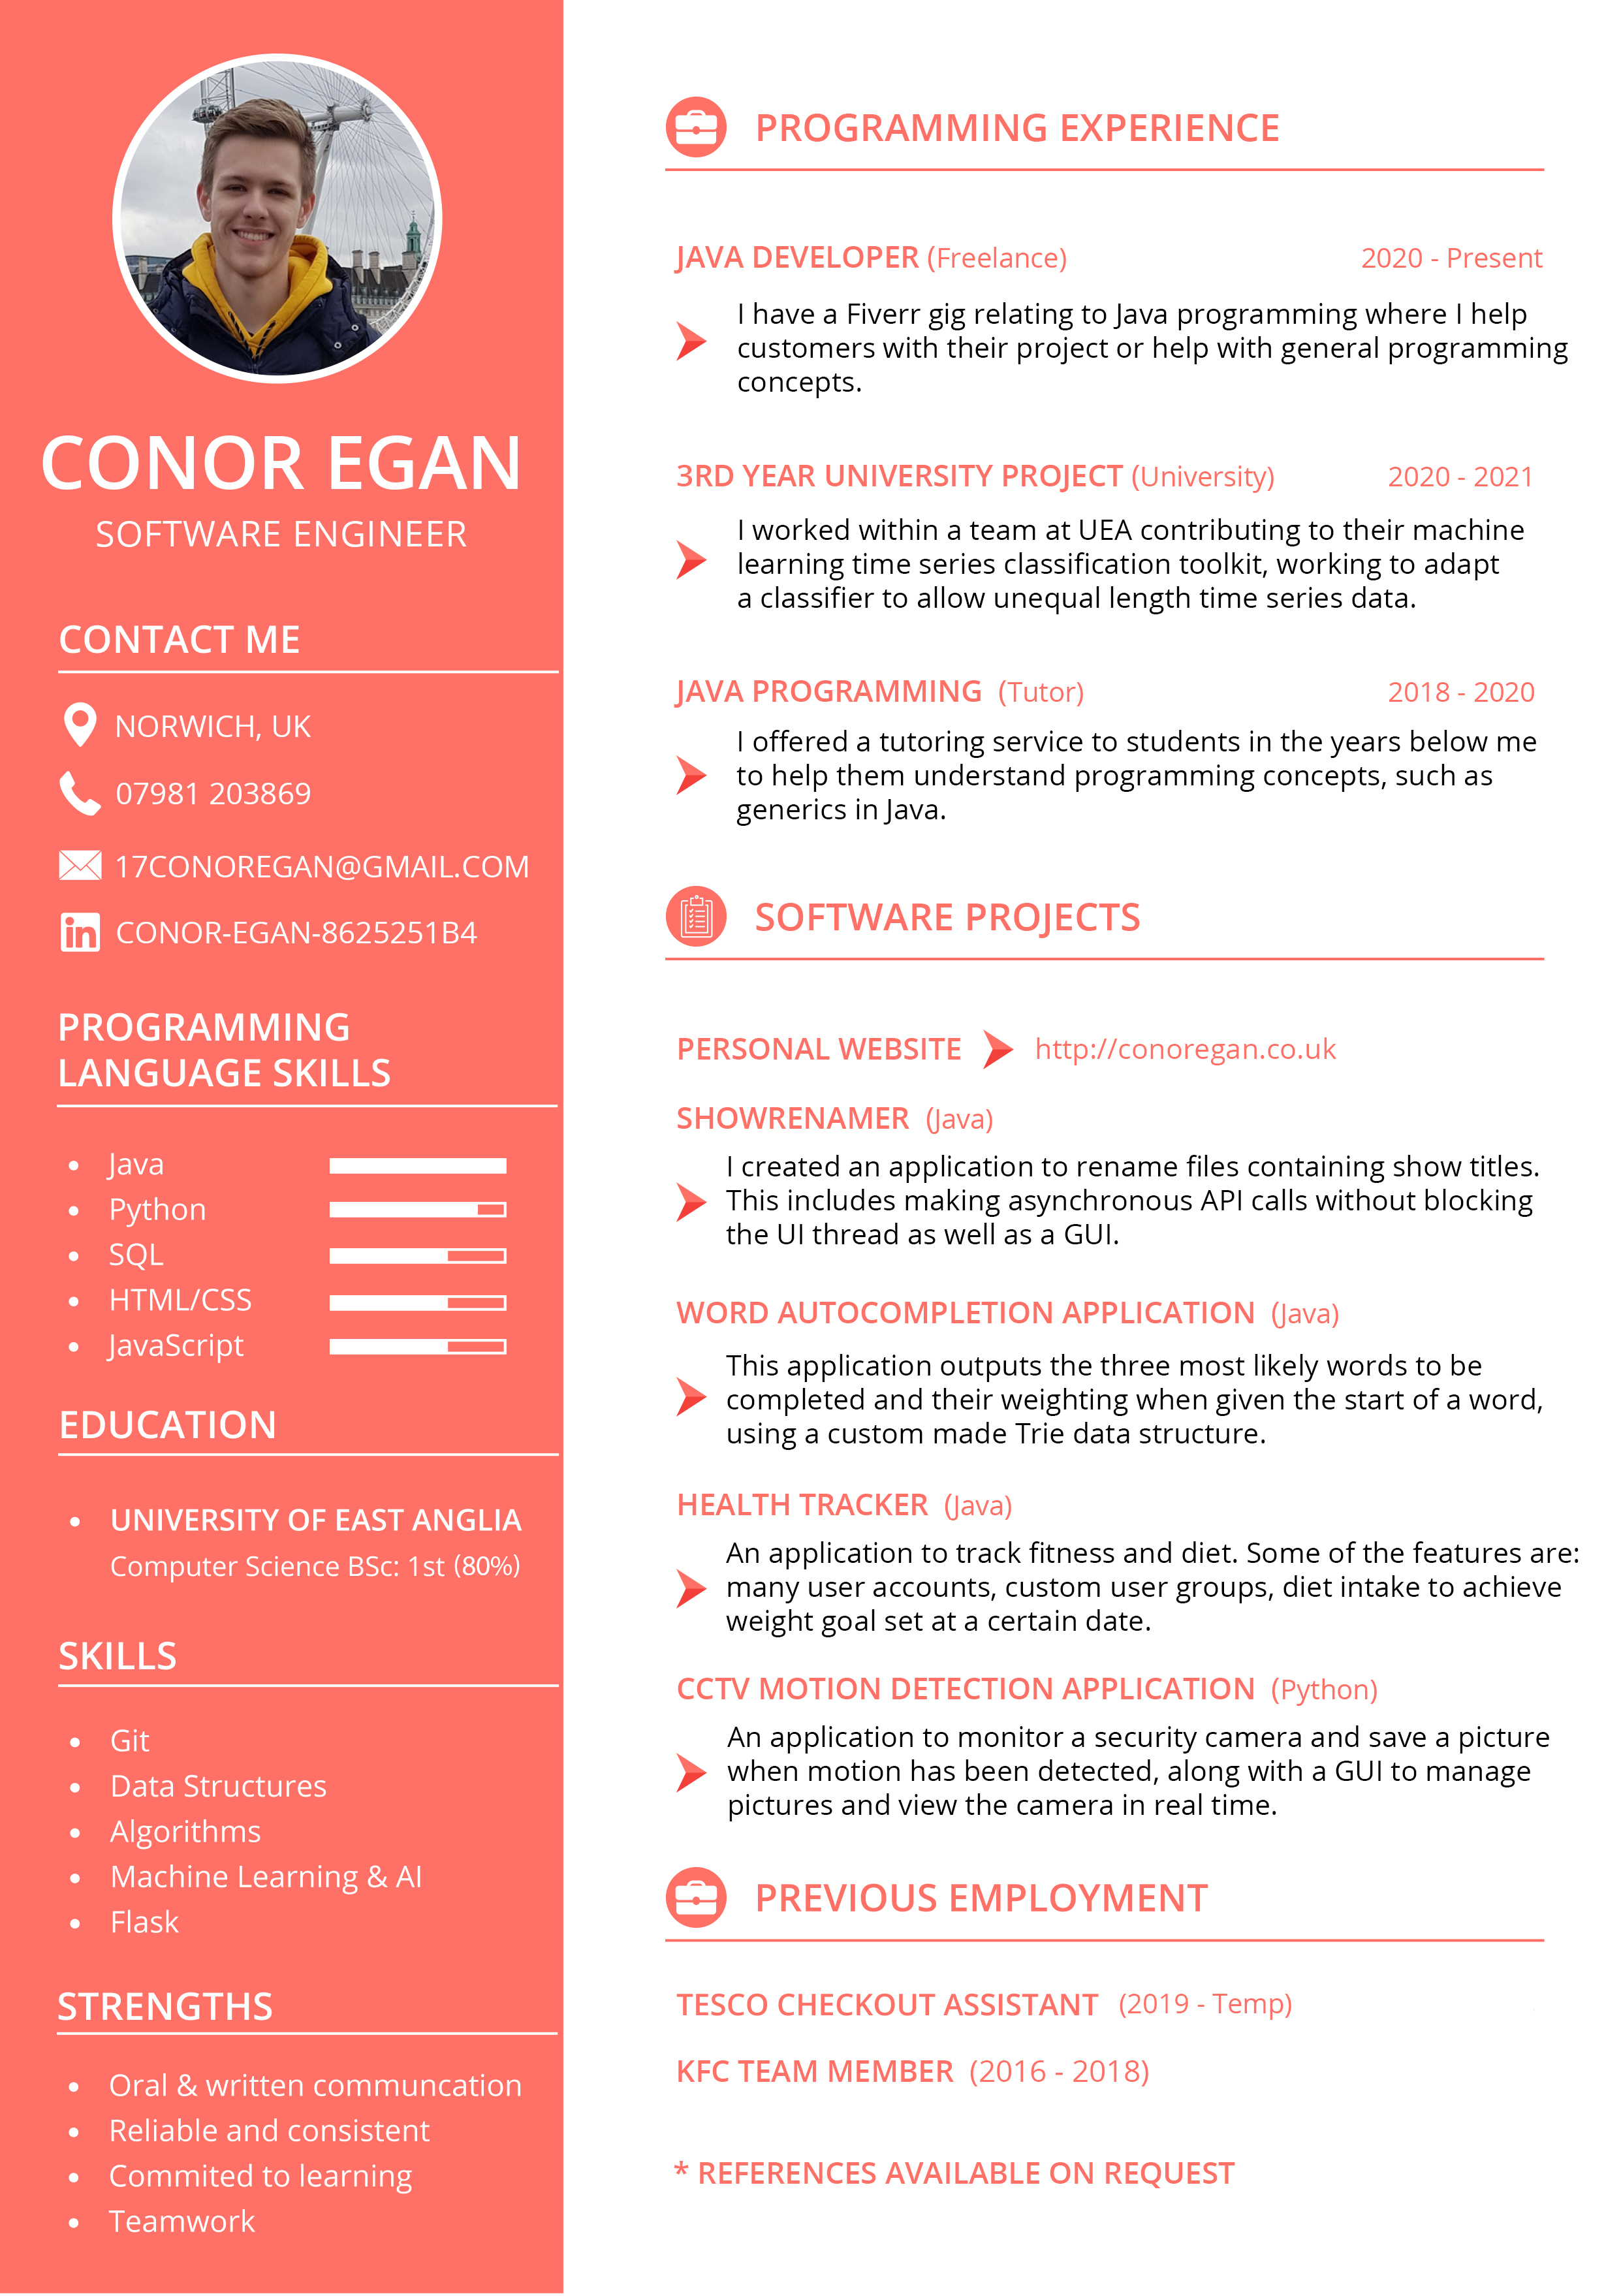 CONOR EGAN
SOFTWARE ENGINEER
CONTACT ME
NORWICH, UK
07981 203869
17CONOREGAN@GMAIL.COM
in CONOR-EGAN-8625251B4
PROGRAMMING
LANGUAGE SKILLS
• Java
• Python
• SQL
• HTML/CSS
• JavaScript
EDUCATION
• UNIVERSITY OF EAST ANGLIA
Computer Science BSc: 1st (80%)
SKILLS
• Git
• Data Structures
• Algorithms
• Machine Learning & AI
• Flask
STRENGTHS
• Oral & written communcation
• Reliable and consistent
• Commited to learning
• Teamwork
PROGRAMMING EXPERIENCE
JAVA DEVELOPER (Freelance) 2020 - Present
I have a Fiverr gig relating to Java programming where I help
customers with their project or help with general programming
concepts.
3RD YEAR UNIVERSITY PROJECT (University) 2020 - 2021
I worked within a team at UEA contributing to their machine
learning time series classification toolkit, working to adapt
a classifier to allow unequal length time series data.
JAVA PROGRAMMING (Tutor) 2018 - 2020
I offered a tutoring service to students in the years below me
to help them understand programming concepts, such as
generics in Java.
SOFTWARE PROJECTS
PERSONAL WEBSITE http://conoregan.co.uk
SHOWRENAMER (Java)
I created an application to rename files containing show titles.
This includes making asynchronous API calls without blocking
the UI thread as well as a GUI.
WORD AUTOCOMPLETION APPLICATION (Java)
This application outputs the three most likely words to be
completed and their weighting when given the start of a word,
using a custom made Trie data structure.
HEALTH TRACKER (Java)
An application to track fitness and diet. Some of the features are:
many user accounts, custom user groups, diet intake to achieve
weight goal set at a certain date.
CCTV MOTION DETECTION APPLICATION (Python)
An application to monitor a security camera and save a picture
when motion has been detected, along with a GUI to manage
pictures and view the camera in real time.
PREVIOUS EMPLOYMENT
TESCO CHECKOUT ASSISTANT (2019 - Temp)
KFC TEAM MEMBER (2016 - 2018)
* REFERENCES AVAILABLE ON REQUEST